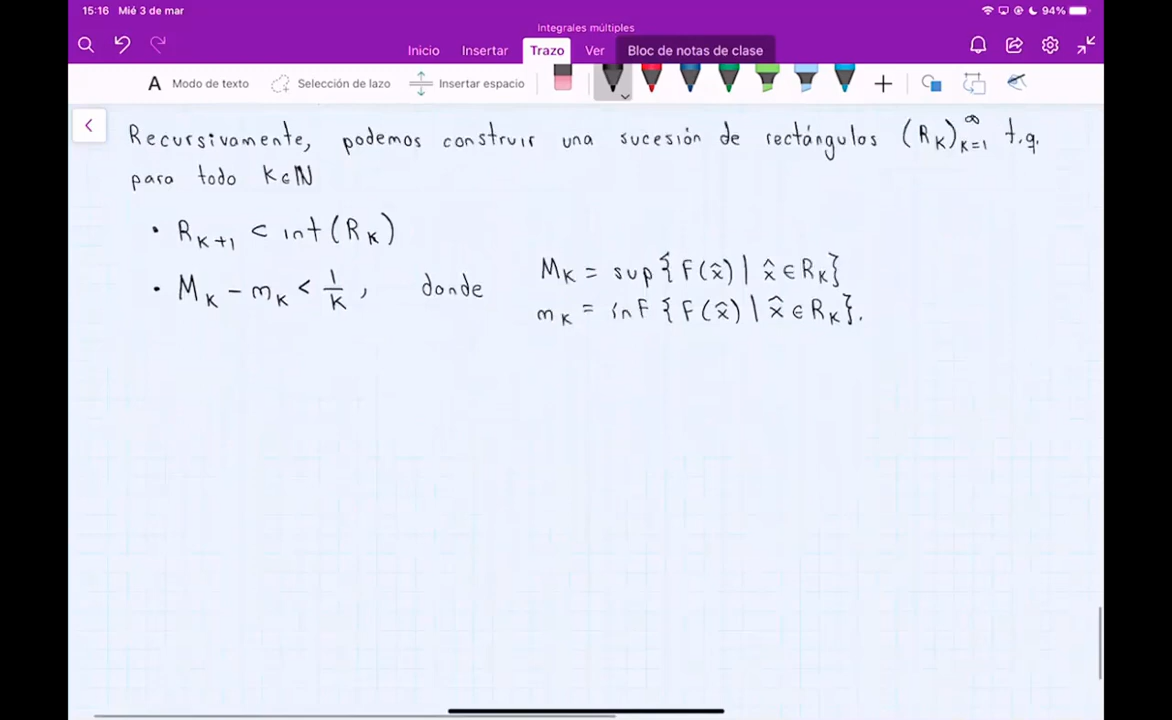 15:16 Mié 3 de mar
94%
Integrales múltiples
Inicio Insertar Trazo Ver Bloc de notas de clase
A Modo de texto Selección de lazo Insertar espacio
Recursivamente, podemos construir una sucesión de rectángulos (R_K)_{K=1}^∞ t.q.
para todo K∈ℕ
• R_{K+1} ⊂ int(R_K)
• M_K - m_K < 1/K, donde M_K = sup{F(x̂) | x̂ ∈ R_K}
m_K = inF {F(x̂) | x̂ ∈ R_K}.